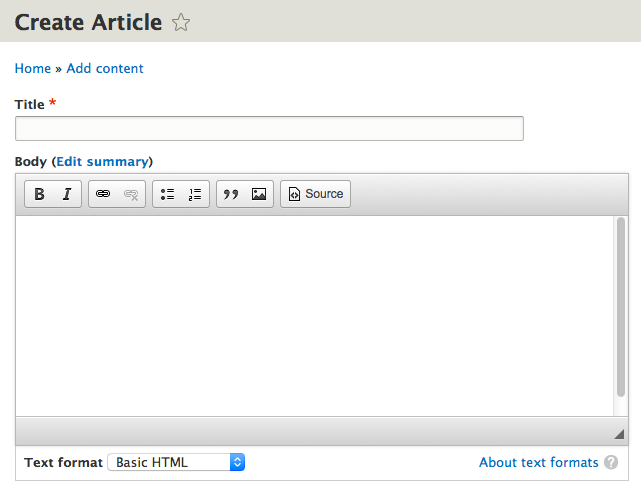 Create Article
Home » Add content
Title *
Body (Edit summary)
B I Source
Text format Basic HTML About text formats ?